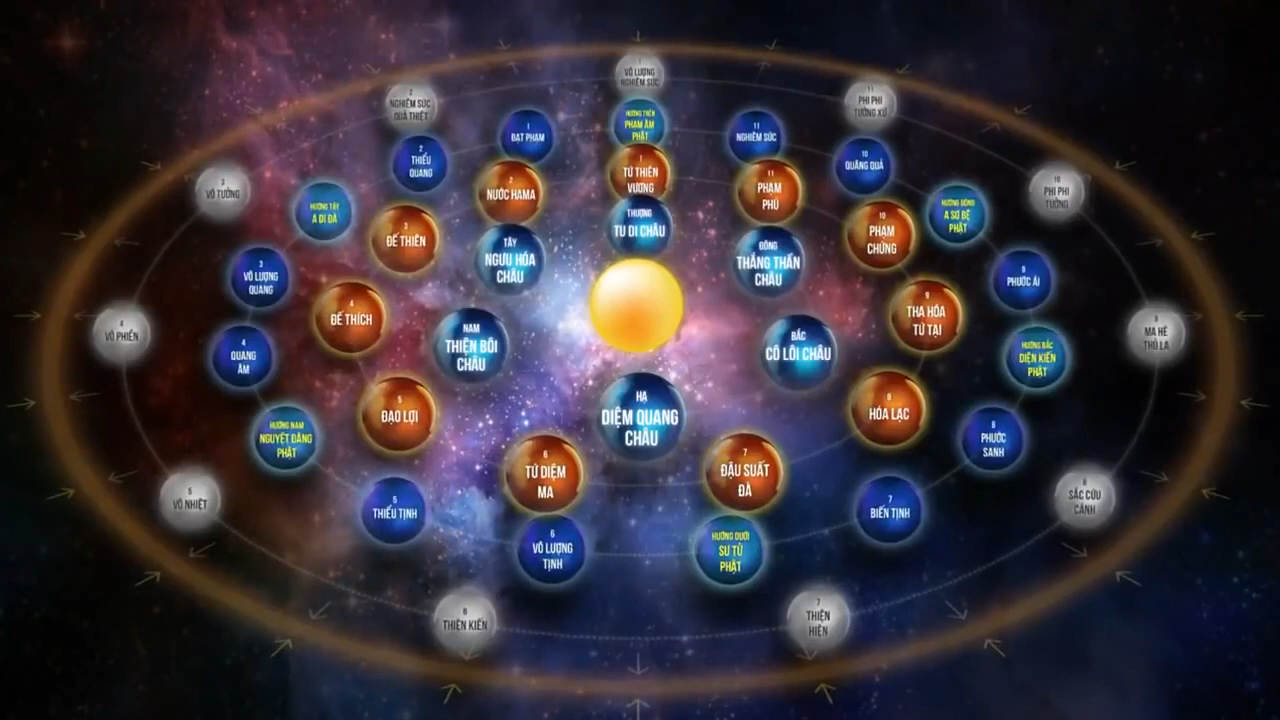 1
VÔ LƯỢNG
NGHIÊM SỨC
2
NGHIÊM SỨC
QUẢ THIỆT
11
PHI PHI
TƯỞNG XỨ
HƯỚNG TRÊN
PHẠM ÂM
PHẬT
1
ĐẠT PHẠM
11
NGHIÊM SỨC
2
THIỂU
QUANG
10
QUẢNG QUẢ
1
TỨ THIÊN
VƯƠNG
2
NƯỚC HAMA
11
PHẠM
PHÚ
3
VÔ TƯỞNG
10
PHI PHI
TƯỞNG
HƯỚNG TÂY
A DI ĐÀ
HƯỚNG ĐÔNG
A SƠ BỆ
PHẬT
THƯỢNG
TU DI CHÂU
3
ĐẾ THIÊN
10
PHẠM
CHÚNG
TÂY
NGƯU HÓA
CHÂU
ĐÔNG
THẮNG THẦN
CHÂU
3
VÔ LƯỢNG
QUANG
9
PHƯỚC ÁI
4
ĐẾ THÍCH
9
THA HÓA
TỰ TẠI
4
VÔ PHIỀN
9
MA HÊ
THỦ LA
NAM
THIỆN BỘI
CHÂU
BẮC
CÔ LÔI CHÂU
4
QUANG
ÂM
HƯỚNG BẮC
DIỆN KIẾN
PHẬT
HẠ
DIỆM QUANG
CHÂU
5
ĐẠO LỢI
8
HÓA LẠC
HƯỚNG NAM
NGUYỆT ĐĂNG
PHẬT
8
PHƯỚC
SANH
6
TỨ DIỆM
MA
7
ĐẬU SUẤT
ĐÀ
5
VÔ NHIỆT
8
SẮC CỨU
CÁNH
5
THIỂU TỊNH
7
BIẾN TỊNH
6
VÔ LƯỢNG
TỊNH
HƯỚNG DƯỚI
SƯ TỬ
PHẬT
6
THIỆN KIẾN
7
THIỆN
HIỆN